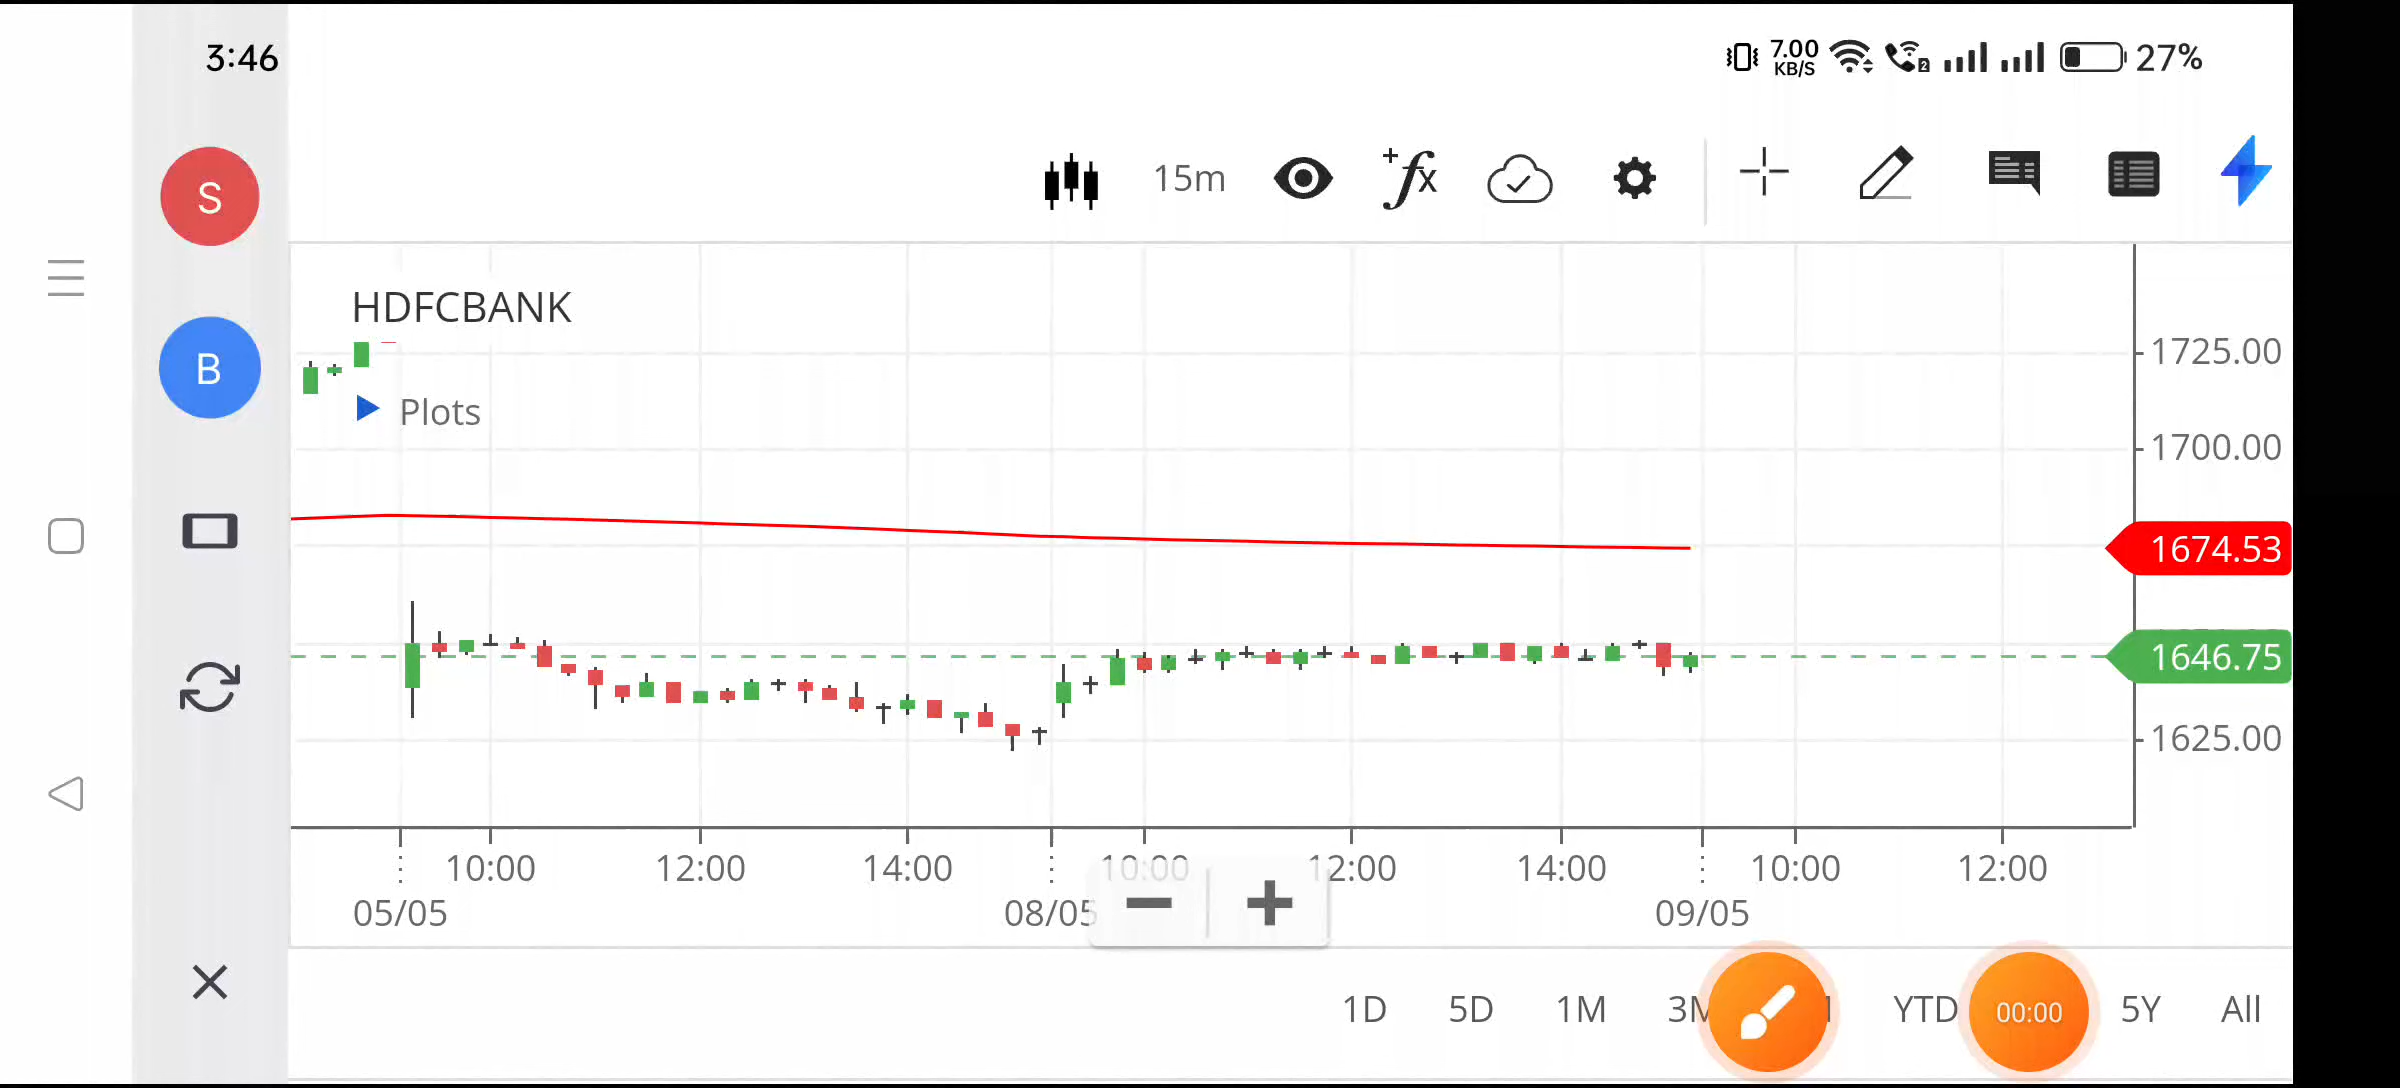 3:46
7.00
KB/S
2
27%
S
15m
+fx
HDFCBANK
B
Plots
1725.00
1700.00
1674.53
1646.75
1625.00
10:00 12:00 14:00 10:00 12:00 14:00 10:00 12:00
05/05 08/05 09/05
− +
1D 5D 1M YTD 00:00 5Y All